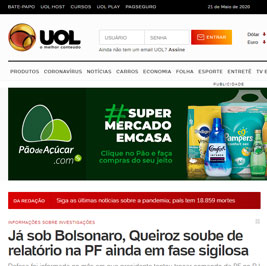 BATE-PAPO UOL HOST CURSOS UOL PLAY PAGSEGURO 21 de Maio de 2020
UOL
o melhor conteúdo
USUÁRIO SENHA ENTRAR
Dólar
Euro
Ainda não tem um email UOL? Assine
PRODUTOS CORONAVÍRUS NOTÍCIAS CARROS ECONOMIA FOLHA ESPORTE ENTRETÊ TV E
PUBLICIDADE
#SUPER
MERCADO
EMCASA
Pão de Açúcar
.com
clique aqui e faça
compras do seu jeito
Comfort
Pampers
DA REDAÇÃO Siga as últimas notícias sobre a pandemia; país tem 18.859 mortes
INFORMAÇÕES SOBRE INVESTIGAÇÕES
Já sob Bolsonaro, Queiroz soube de
relatório na PF ainda em fase sigilosa